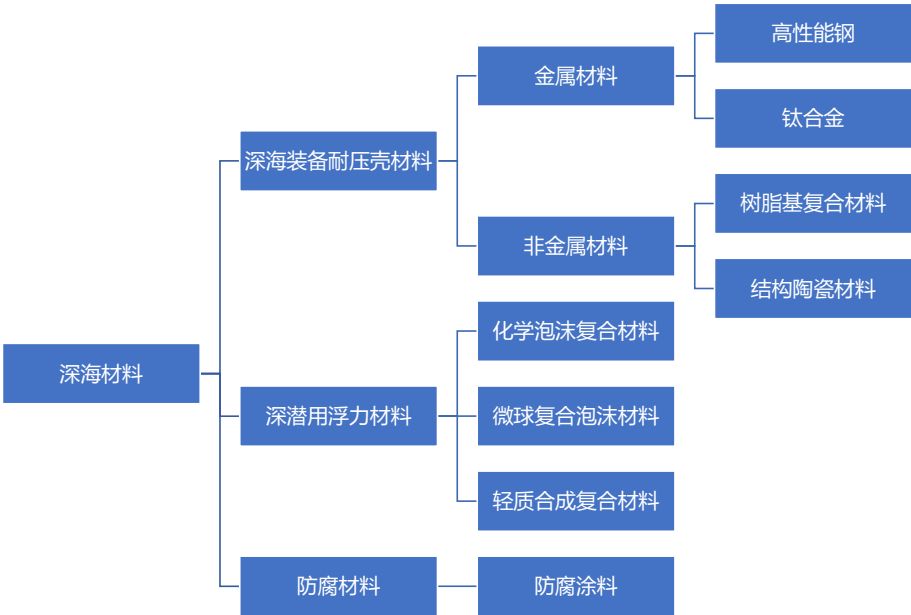 深海材料
深海装备耐压壳材料
金属材料
高性能钢
钛合金
非金属材料
树脂基复合材料
结构陶瓷材料
深潜用浮力材料
化学泡沫复合材料
微球复合泡沫材料
轻质合成复合材料
防腐材料
防腐涂料